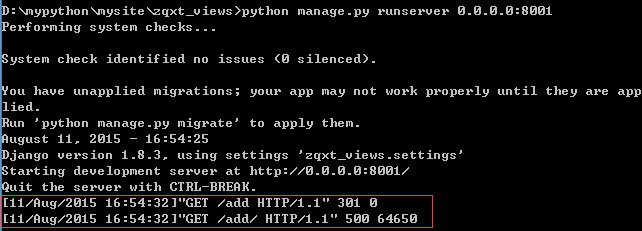 D:\mypython\mysite\zqxt_views>python manage.py runserver 0.0.0.0:8001
Performing system checks...
System check identified no issues (0 silenced).
You have unapplied migrations; your app may not work properly until they are app
lied.
Run 'python manage.py migrate' to apply them.
August 11, 2015 - 16:54:25
Django version 1.8.3, using settings 'zqxt_views.settings'
Starting development server at http://0.0.0.0:8001/
Quit the server with CTRL-BREAK.
[11/Aug/2015 16:54:32]"GET /add HTTP/1.1" 301 0
[11/Aug/2015 16:54:32]"GET /add/ HTTP/1.1" 500 64650